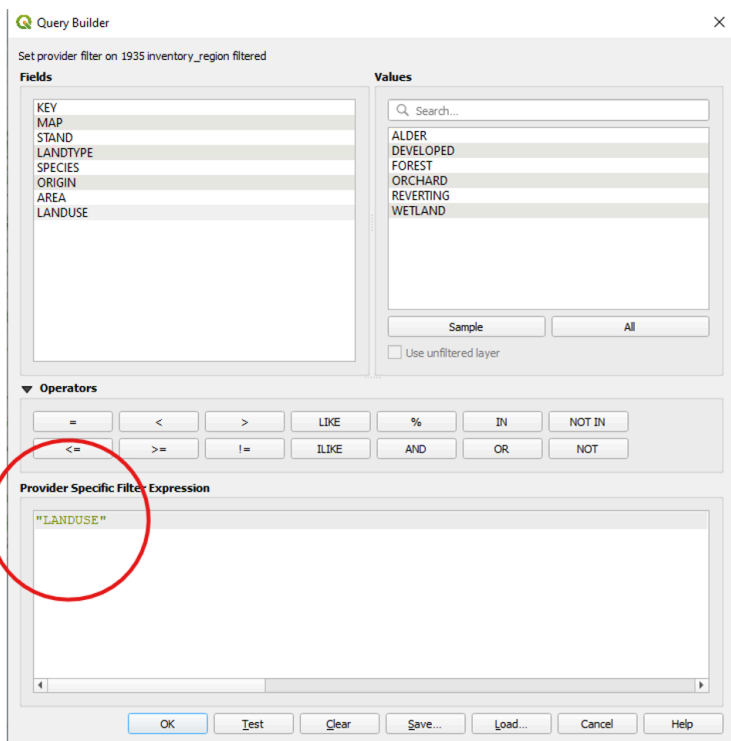 Query Builder
Set provider filter on 1935 inventory_region filtered
Fields
KEY
MAP
STAND
LANDTYPE
SPECIES
ORIGIN
AREA
LANDUSE
Values
Search...
ALDER
DEVELOPED
FOREST
ORCHARD
REVERTING
WETLAND
Sample All
Use unfiltered layer
Operators
= < > LIKE % IN NOT IN
<= >= != ILIKE AND OR NOT
Provider Specific Filter Expression
"LANDUSE"
OK Test Clear Save... Load... Cancel Help